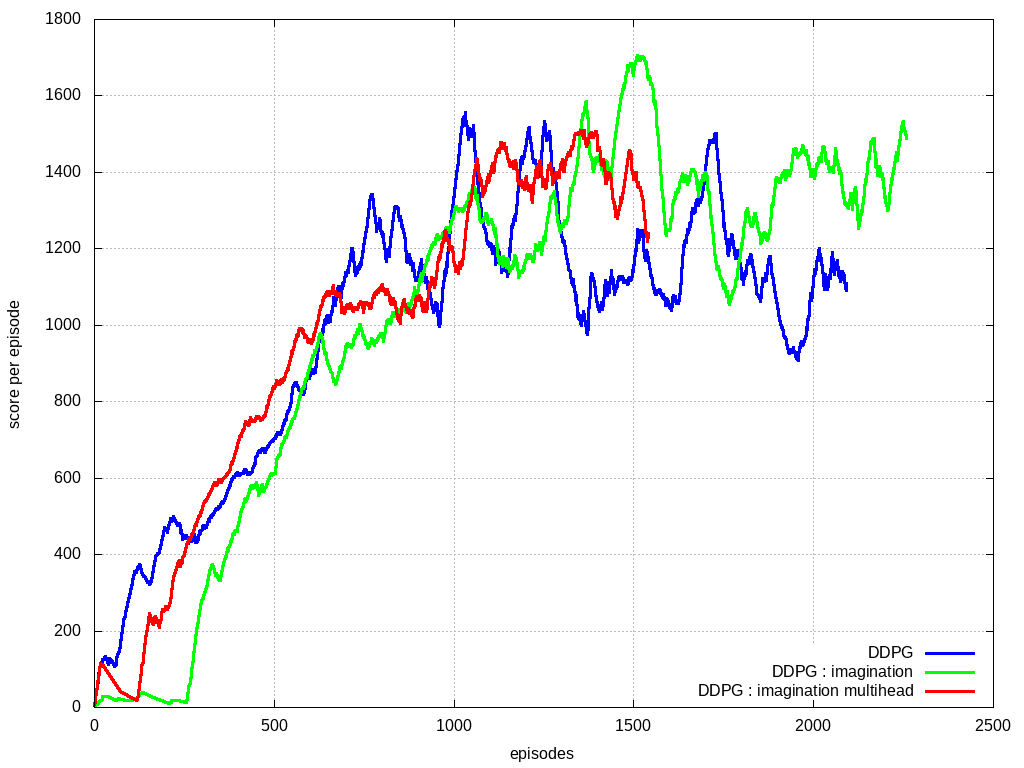 1800
1600
1400
1200
1000
800
600
400
200
0
score per episode
DDPG
DDPG : imagination
DDPG : imagination multihead
0 500 1000 1500 2000 2500
episodes